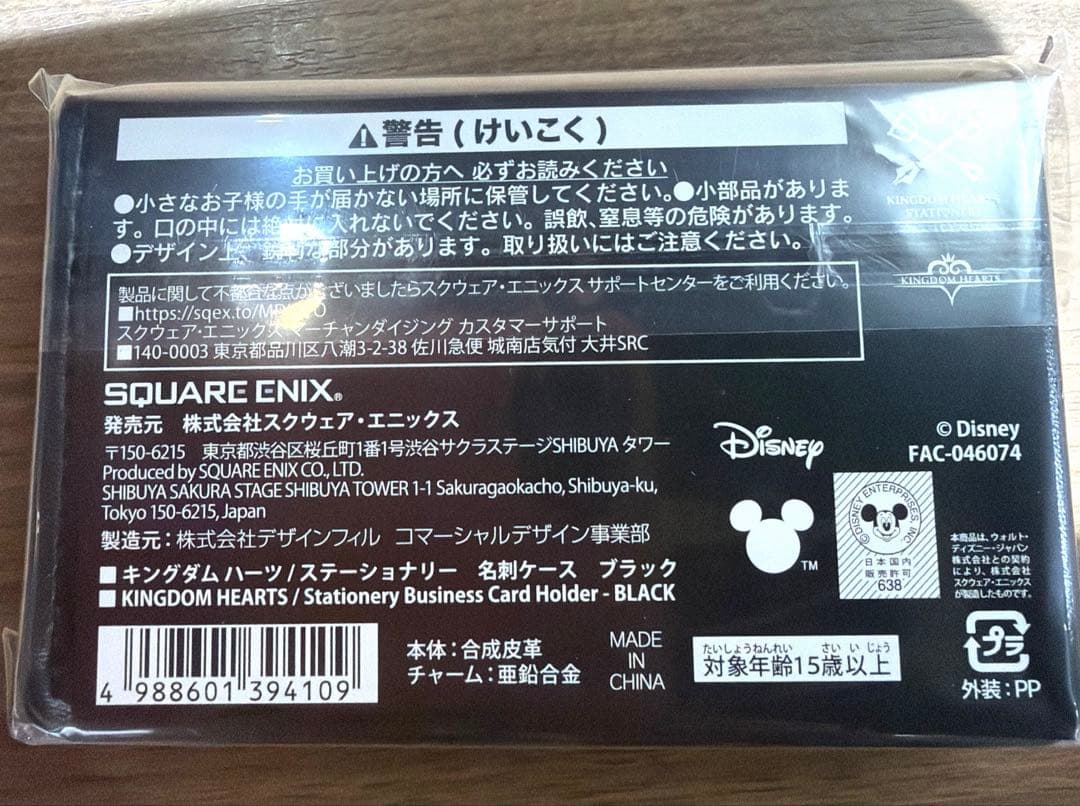 ⚠警告(けいこく)
お買い上げの方へ 必ずお読みください
●小さなお子様の手が届かない場所に保管してください。●小部品がありま
す。口の中には絶対に入れないでください。誤飲、窒息等の危険があります。
●デザイン上、鋭利な部分があります。取り扱いにはご注意ください。
KINGDOM HEARTS
STATIONERY
KINGDOM HEARTS
製品に関して不都合な点がございましたらスクウェア・エニックス サポートセンターをご利用ください。
■https://sqex.to/
スクウェア・エニックス マーチャンダイジング カスタマーサポート
■140-0003 東京都品川区八潮3-2-38 佐川急便 城南店気付 大井SRC
SQUARE ENIX®
発売元 株式会社スクウェア・エニックス
〒150-6215 東京都渋谷区桜丘町1番1号渋谷サクラステージSHIBUYA タワー
Produced by SQUARE ENIX CO., LTD.
SHIBUYA SAKURA STAGE SHIBUYA TOWER 1-1 Sakuragaokacho, Shibuya-ku,
Tokyo 150-6215, Japan
製造元:株式会社デザインフィル コマーシャルデザイン事業部
■ キングダム ハーツ / ステーショナリー 名刺ケース ブラック
■ KINGDOM HEARTS / Stationery Business Card Holder - BLACK
Disney
© Disney
FAC-046074
TM
©DISNEY ENTERPRISES, INC
日本国内
販売許可
638
本商品は、ウォルト・
ディズニー・ジャパン
株式会社との契約
により、株式会社
スクウェア・エニックス
が製造したものです。
4 988601 394109
本体:合成皮革
チャーム:亜鉛合金
MADE
IN
CHINA
たいしょうねんれい さい い じょう
対象年齢15歳以上
プラ
外装:PP